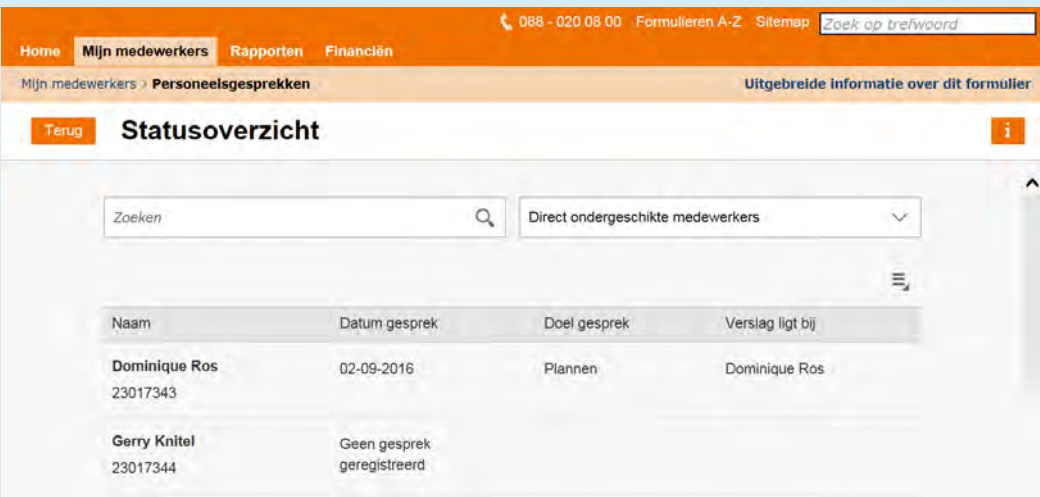 088 - 020 08 00 Formulieren A-Z Sitemap Zoek op trefwoord
Home Mijn medewerkers Rapporten Financiën
Mijn medewerkers › Personeelsgesprekken Uitgebreide informatie over dit formulier
Terug Statusoverzicht i
Zoeken Direct ondergeschikte medewerkers
Naam Datum gesprek Doel gesprek Verslag ligt bij
Dominique Ros 02-09-2016 Plannen Dominique Ros
23017343
Gerry Knitel Geen gesprek
23017344 geregistreerd